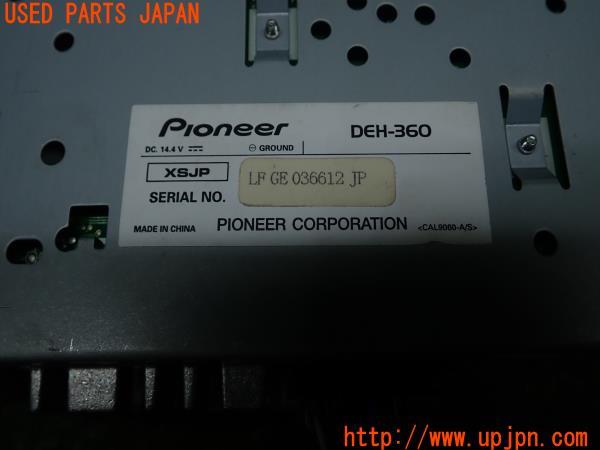 USED PARTS JAPAN
Pioneer DEH-360
DC. 14.4 V ⎓ ⊖ GROUND
XSJP
SERIAL NO. LF GE 036612 JP
MADE IN CHINA PIONEER CORPORATION <CAL9060-A/S>
UPJ
http://www.upjpn.com/